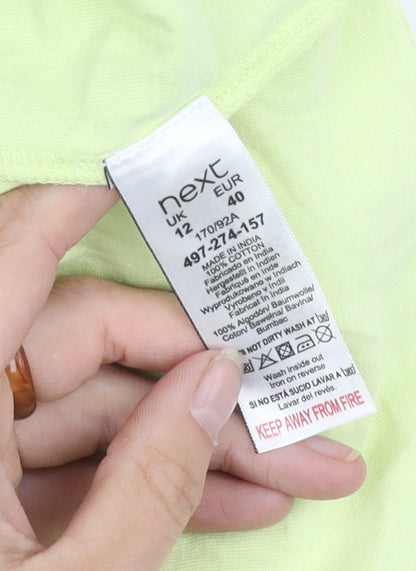 next
UK EUR
12 40
170/92A
497-274-157
MADE IN INDIA
100% COTTON
Fabricado en India
Hergestellt in Indien
Fabriqué en Inde
Wyprodukowano w Indiach
Vyrobeno v Indii
Fabricat în India
100% Algodón/ Baumwolle/
Coton/ Bawełna/ Bavlna/
Bumbac
NOT DIRTY WASH AT 30
Wash inside out
Iron on reverse
SI NO ESTÁ SUCIO LAVAR A 30
Lavar del revés.
KEEP AWAY FROM FIRE